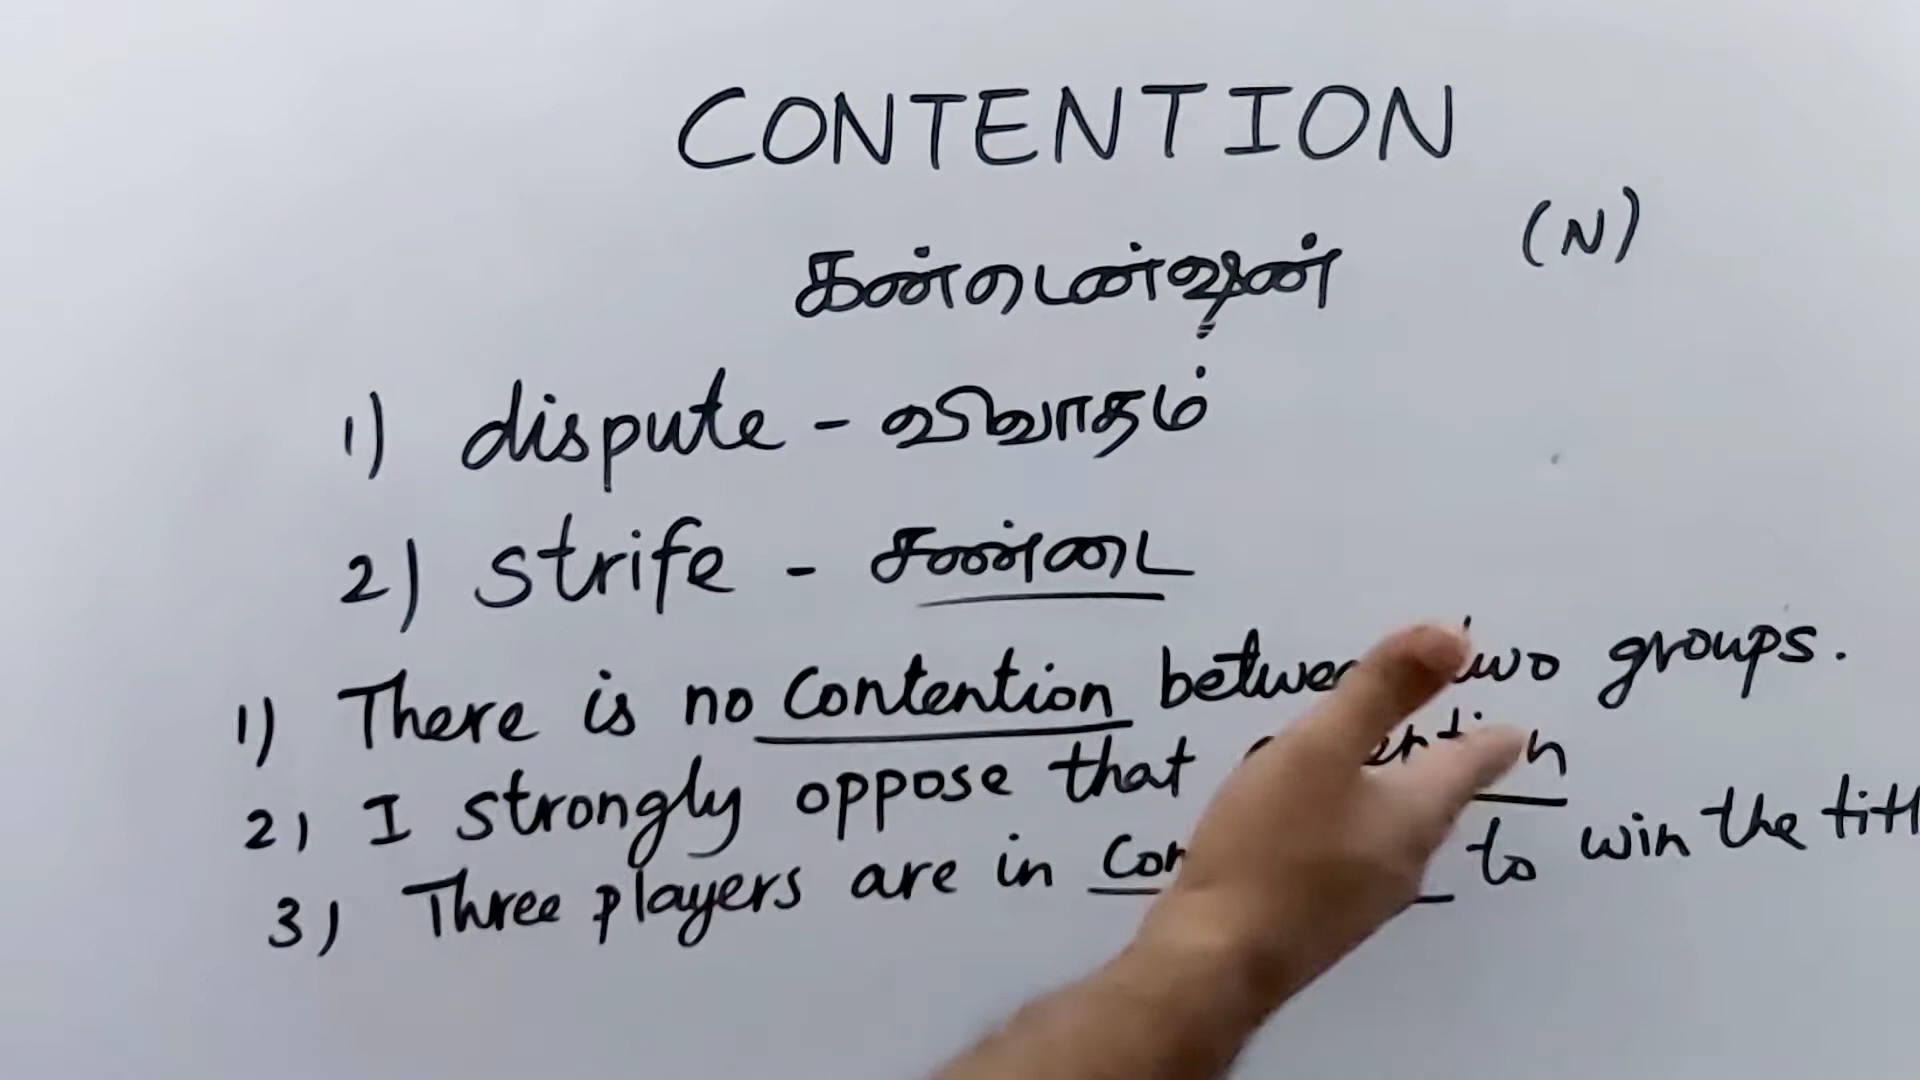 CONTENTION
(N)
கன்டென்ஷன்
1) dispute - விவாதம்
2) strife - சண்டை
1) There is no Contention between two groups.
2) I strongly oppose that
3) Three players are in to win the